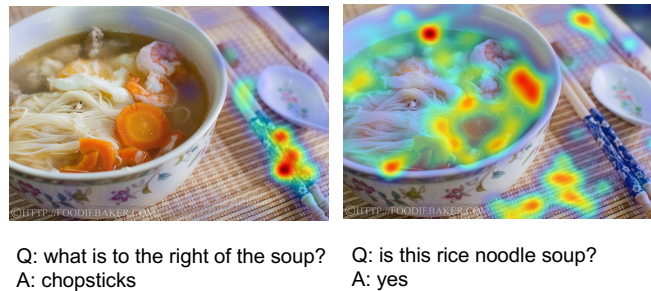 ©HTTP://FOODIEBAKER.COM
©HTTP://FOODIEBAKER.COM
Q: what is to the right of the soup?
A: chopsticks
Q: is this rice noodle soup?
A: yes